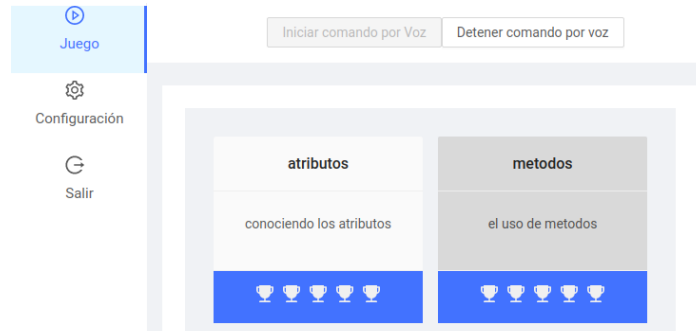 Juego
Configuración
Salir
Iniciar comando por Voz
Detener comando por voz
atributos
conociendo los atributos
metodos
el uso de metodos